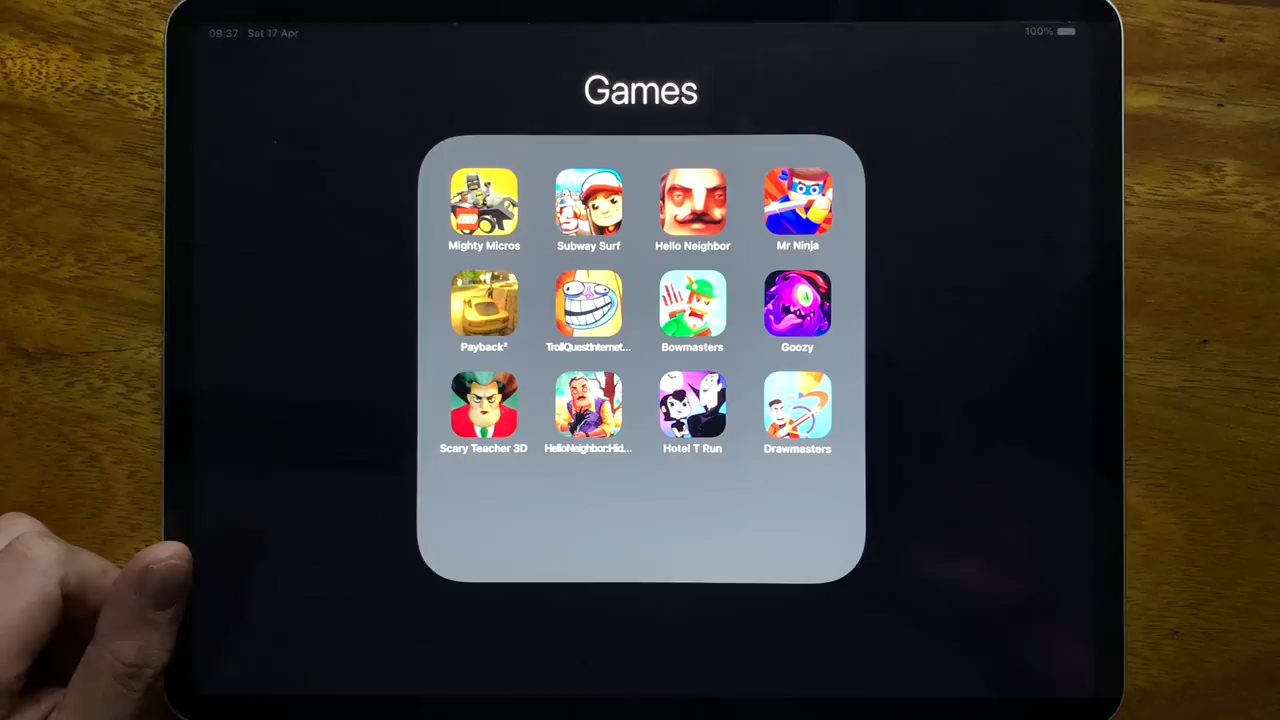 09:37 Sat 17 Apr 100%
Games
LEGO
Mighty Micros Subway Surf Hello Neighbor Mr Ninja
Payback² TrollQuestInternet... Bowmasters Goozy
Scary Teacher 3D HelloNeighbor:Hid... Hotel T Run Drawmasters